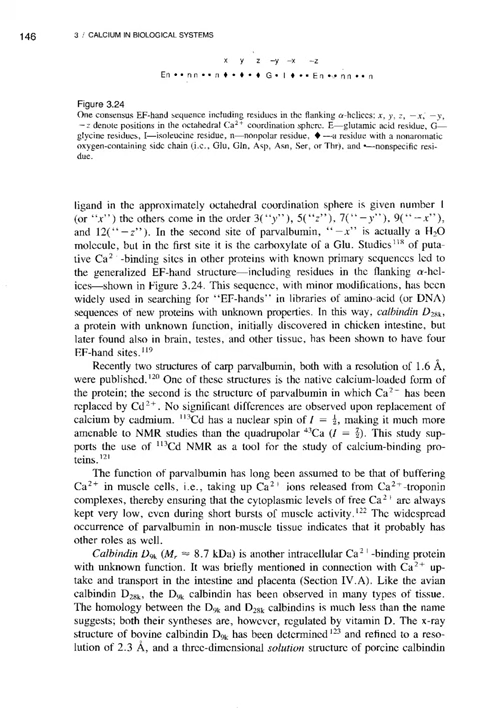 146
3 / CALCIUM IN BIOLOGICAL SYSTEMS
x y z −y −x −z
En • • nn • • n ♦ • ♦ • ♦ G • I ♦ • • En • • nn • • n
Figure 3.24
One consensus EF-hand sequence including residues in the flanking α-helices: x, y, z, −x, −y,
−z denote positions in the octahedral Ca²⁺ coordination sphere. E—glutamic acid residue, G—
glycine residues, I—isoleucine residue, n—nonpolar residue, ♦—a residue with a nonaromatic
oxygen-containing side chain (i.e., Glu, Gln, Asp, Asn, Ser, or Thr), and •—nonspecific resi-
due.
ligand in the approximately octahedral coordination sphere is given number 1
(or “x”) the others come in the order 3(“y”), 5(“z”), 7(“−y”), 9(“−x”),
and 12(“−z”). In the second site of parvalbumin, “−x” is actually a H₂O
molecule, but in the first site it is the carboxylate of a Glu. Studies¹¹⁸ of puta-
tive Ca²⁺-binding sites in other proteins with known primary sequences led to
the generalized EF-hand structure—including residues in the flanking α-hel-
ices—shown in Figure 3.24. This sequence, with minor modifications, has been
widely used in searching for “EF-hands” in libraries of amino-acid (or DNA)
sequences of new proteins with unknown properties. In this way, calbindin D₂₈ₖ,
a protein with unknown function, initially discovered in chicken intestine, but
later found also in brain, testes, and other tissue, has been shown to have four
EF-hand sites.¹¹⁹
Recently two structures of carp parvalbumin, both with a resolution of 1.6 Å,
were published.¹²⁰ One of these structures is the native calcium-loaded form of
the protein; the second is the structure of parvalbumin in which Ca²⁺ has been
replaced by Cd²⁺. No significant differences are observed upon replacement of
calcium by cadmium. ¹¹³Cd has a nuclear spin of I = ½, making it much more
amenable to NMR studies than the quadrupolar ⁴³Ca (I = 7/2). This study sup-
ports the use of ¹¹³Cd NMR as a tool for the study of calcium-binding pro-
teins.¹²¹
The function of parvalbumin has long been assumed to be that of buffering
Ca²⁺ in muscle cells, i.e., taking up Ca²⁺ ions released from Ca²⁺-troponin
complexes, thereby ensuring that the cytoplasmic levels of free Ca²⁺ are always
kept very low, even during short bursts of muscle activity.¹²² The widespread
occurrence of parvalbumin in non-muscle tissue indicates that it probably has
other roles as well.
Calbindin D₉ₖ (Mᵣ ≈ 8.7 kDa) is another intracellular Ca²⁺-binding protein
with unknown function. It was briefly mentioned in connection with Ca²⁺ up-
take and transport in the intestine and placenta (Section IV.A). Like the avian
calbindin D₂₈ₖ, the D₉ₖ calbindin has been observed in many types of tissue.
The homology between the D₉ₖ and D₂₈ₖ calbindins is much less than the name
suggests; both their syntheses are, however, regulated by vitamin D. The x-ray
structure of bovine calbindin D₉ₖ has been determined¹²³ and refined to a reso-
lution of 2.3 Å, and a three-dimensional solution structure of porcine calbindin